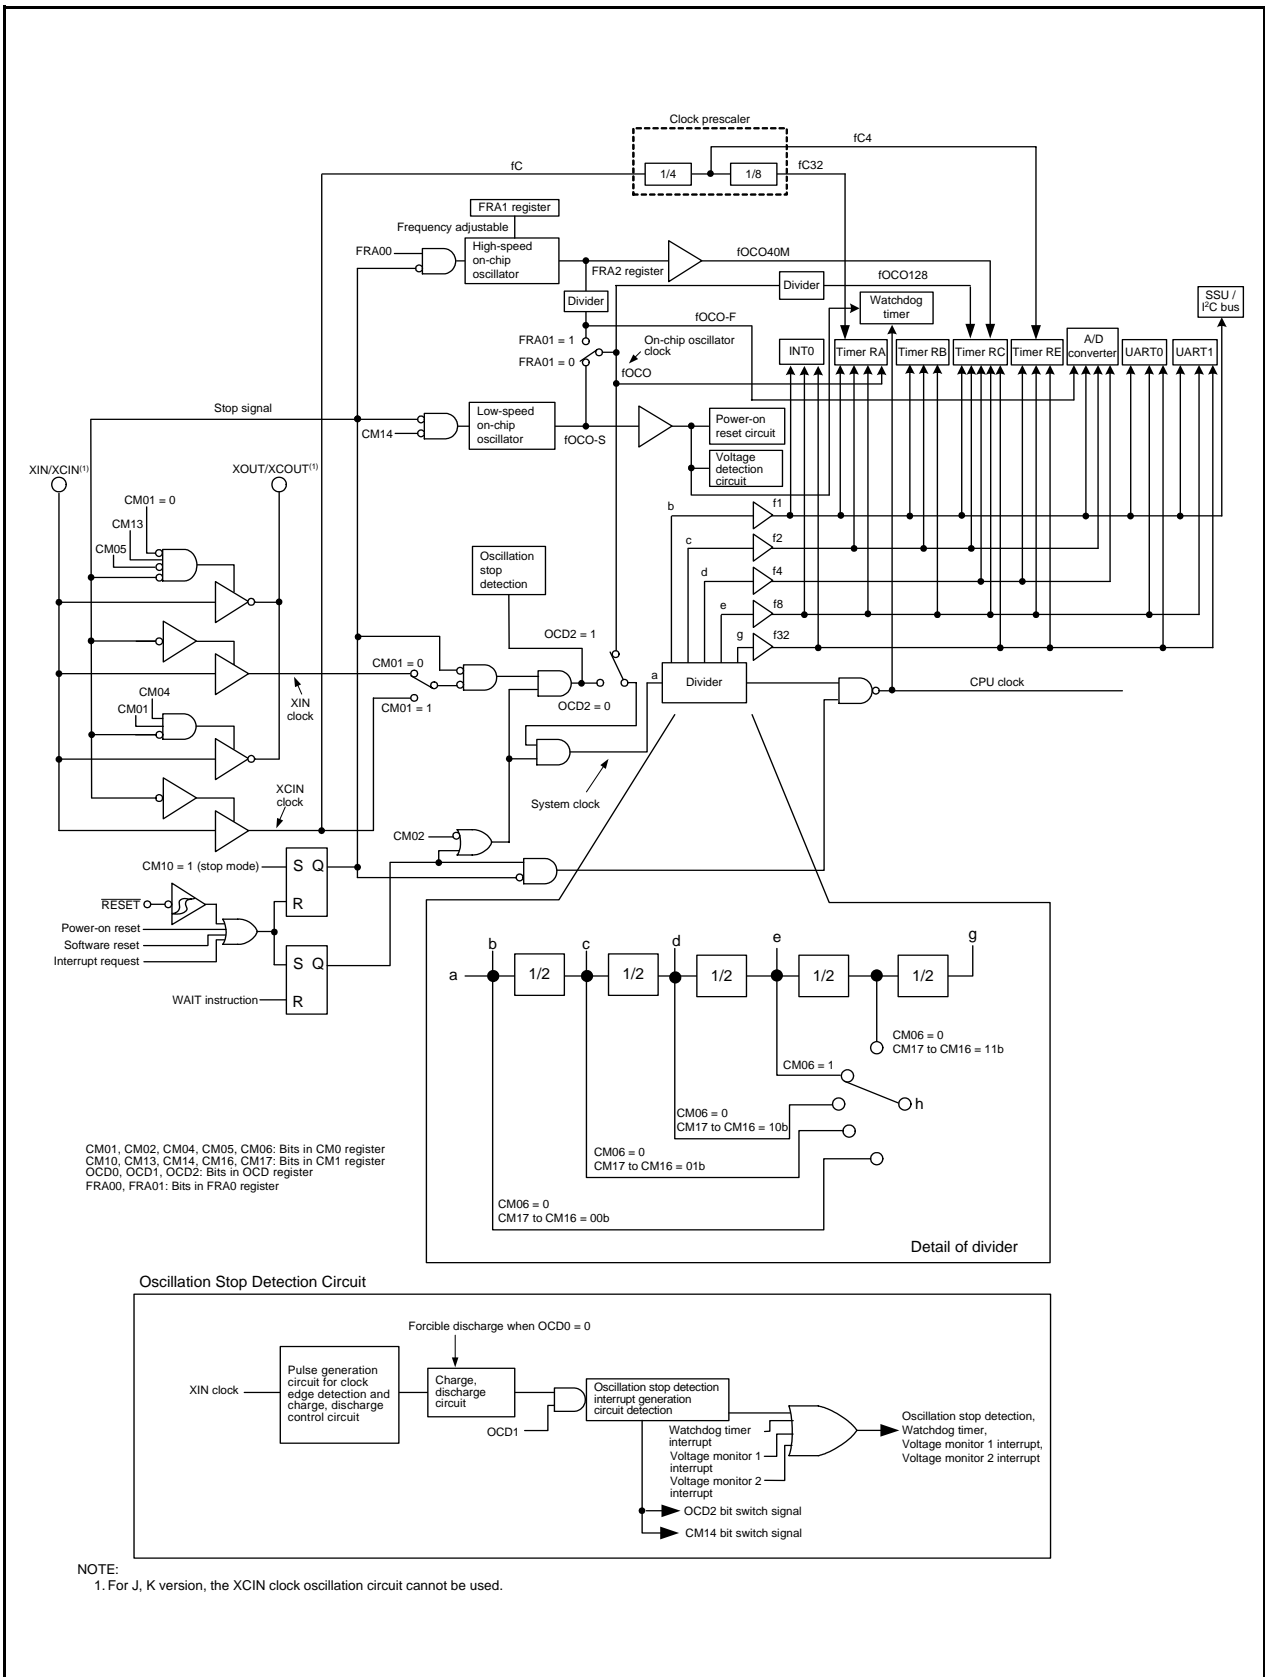 Clock prescaler
fC4
fC
fC32
1/4
1/8
FRA1 register
Frequency adjustable
FRA00
High-speed
on-chip
oscillator
FRA2 register
fOCO40M
Divider
fOCO128
Divider
Watchdog
timer
SSU /
I²C bus
fOCO-F
FRA01 = 1
FRA01 = 0
On-chip oscillator
clock
fOCO
INT0
Timer RA
Timer RB
Timer RC
Timer RE
A/D
converter
UART0
UART1
Stop signal
CM14
Low-speed
on-chip
oscillator
fOCO-S
Power-on
reset circuit
Voltage
detection
circuit
XIN/XCIN(1)
XOUT/XCOUT(1)
CM01 = 0
CM13
CM05
b
f1
c
f2
d
f4
e
f8
g
f32
Oscillation
stop
detection
OCD2 = 1
CM01 = 0
CM01 = 1
OCD2 = 0
a
Divider
CPU clock
XIN
clock
CM04
CM01
System clock
XCIN
clock
CM02
CM10 = 1 (stop mode)
S Q
R
RESET
Power-on reset
Software reset
Interrupt request
S Q
R
WAIT instruction
a
b
c
d
e
g
1/2
1/2
1/2
1/2
1/2
CM06 = 0
CM17 to CM16 = 11b
CM06 = 1
h
CM06 = 0
CM17 to CM16 = 10b
CM06 = 0
CM17 to CM16 = 01b
CM06 = 0
CM17 to CM16 = 00b
Detail of divider
CM01, CM02, CM04, CM05, CM06: Bits in CM0 register
CM10, CM13, CM14, CM16, CM17: Bits in CM1 register
OCD0, OCD1, OCD2: Bits in OCD register
FRA00, FRA01: Bits in FRA0 register
Oscillation Stop Detection Circuit
Forcible discharge when OCD0 = 0
XIN clock
Pulse generation
circuit for clock
edge detection and
charge, discharge
control circuit
Charge,
discharge
circuit
OCD1
Oscillation stop detection
interrupt generation
circuit detection
Watchdog timer
interrupt
Voltage monitor 1
interrupt
Voltage monitor 2
interrupt
Oscillation stop detection,
Watchdog timer,
Voltage monitor 1 interrupt,
Voltage monitor 2 interrupt
OCD2 bit switch signal
CM14 bit switch signal
NOTE:
1. For J, K version, the XCIN clock oscillation circuit cannot be used.